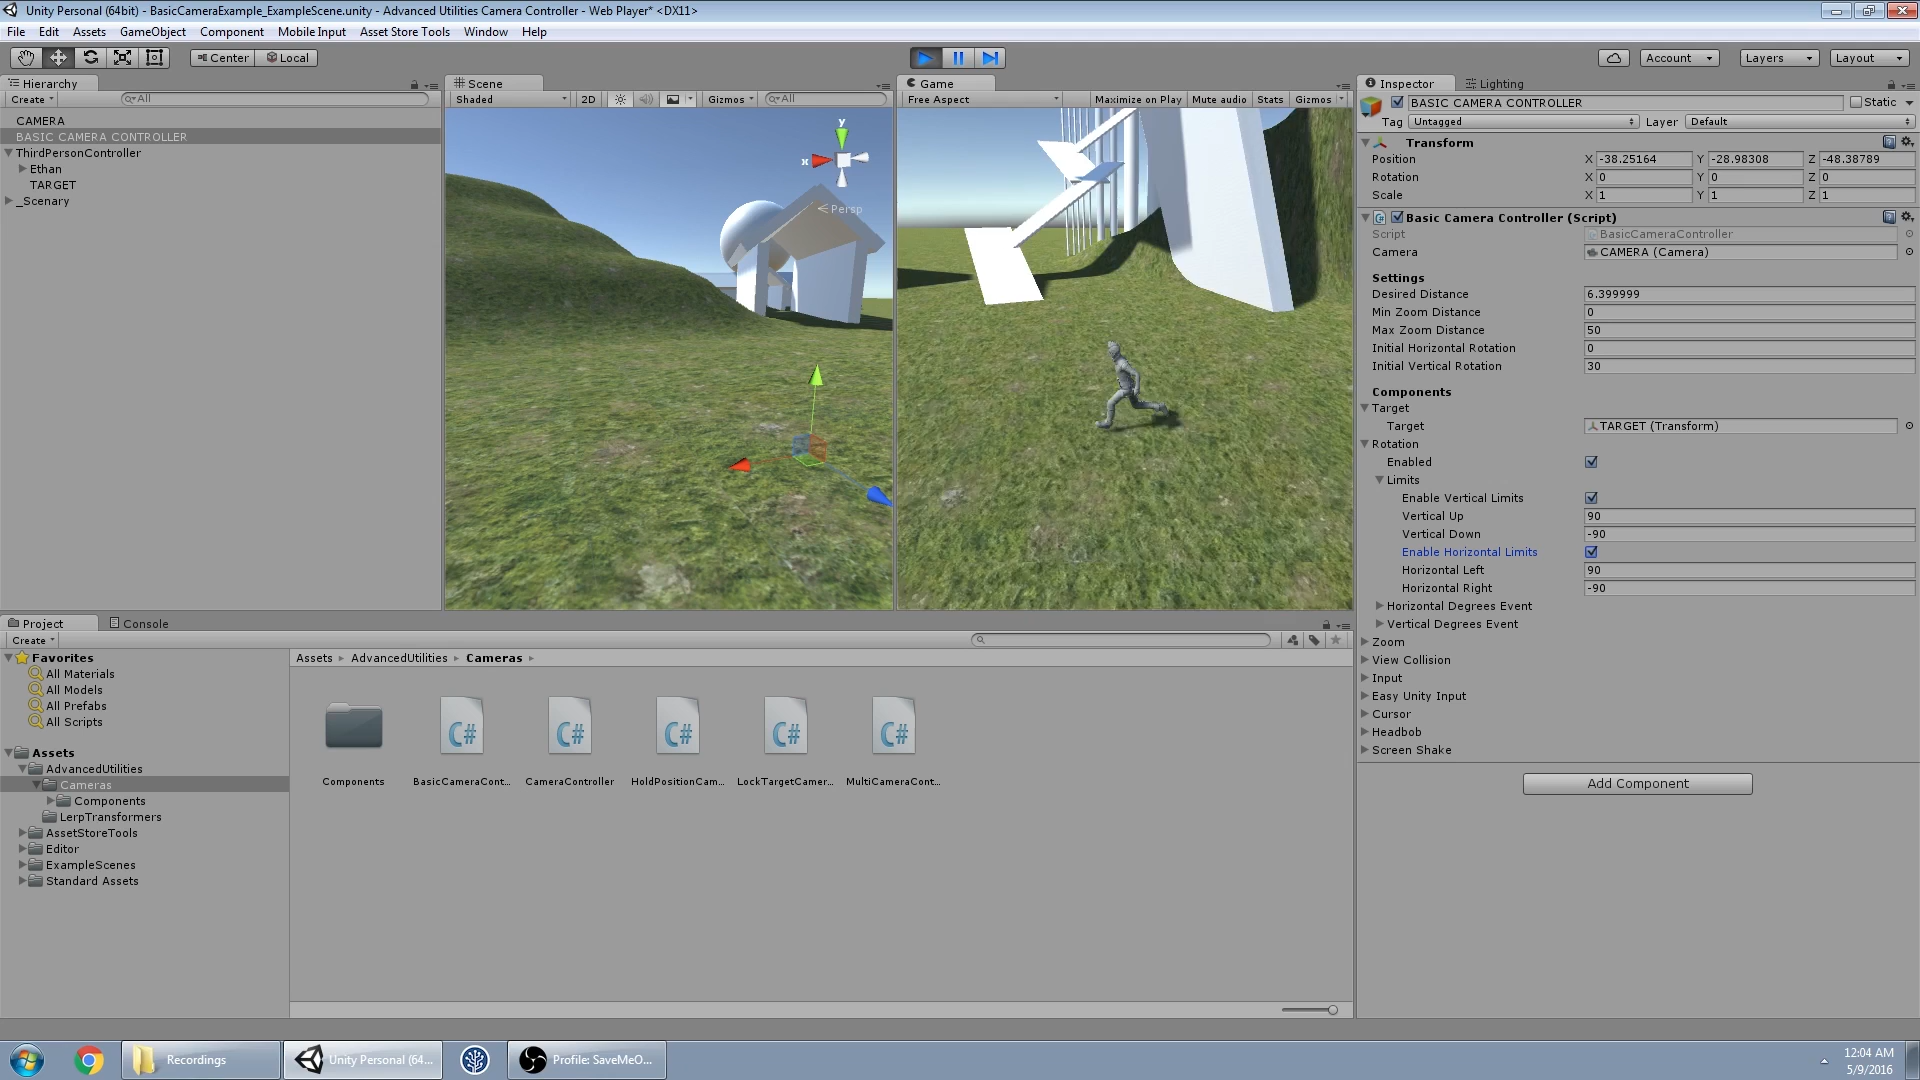 Unity Personal (64bit) - BasicCameraExample_ExampleScene.unity - Advanced Utilities Camera Controller - Web Player* <DX11>
File Edit Assets GameObject Component Mobile Input Asset Store Tools Window Help
Center Local Account Layers Layout
Hierarchy
Create All
CAMERA
BASIC CAMERA CONTROLLER
ThirdPersonController
Ethan
TARGET
_Scenary
Scene
Shaded 2D Gizmos All
y
x
Persp
Game
Free Aspect Maximize on Play Mute audio Stats Gizmos
Inspector Lighting
BASIC CAMERA CONTROLLER Static
Tag Untagged Layer Default
Transform
Position X -38.25164 Y -28.98308 Z -48.38789
Rotation X 0 Y 0 Z 0
Scale X 1 Y 1 Z 1
Basic Camera Controller (Script)
Script BasicCameraController
Camera CAMERA (Camera)
Settings
Desired Distance 6.399999
Min Zoom Distance 0
Max Zoom Distance 50
Initial Horizontal Rotation 0
Initial Vertical Rotation 30
Components
Target
Target TARGET (Transform)
Rotation
Enabled
Limits
Enable Vertical Limits
Vertical Up 90
Vertical Down -90
Enable Horizontal Limits
Horizontal Left 90
Horizontal Right -90
Horizontal Degrees Event
Vertical Degrees Event
Zoom
View Collision
Input
Easy Unity Input
Cursor
Headbob
Screen Shake
Add Component
Project Console
Create
Favorites
All Materials
All Models
All Prefabs
All Scripts
Assets
AdvancedUtilities
Cameras
Components
LerpTransformers
AssetStoreTools
Editor
ExampleScenes
Standard Assets
Assets AdvancedUtilities Cameras
C# C# C# C# C#
Components BasicCameraCont... CameraController HoldPositionCam... LockTargetCamer... MultiCameraCont...
Recordings
Unity Personal (64...
Profile: SaveMeO...
12:04 AM
5/9/2016